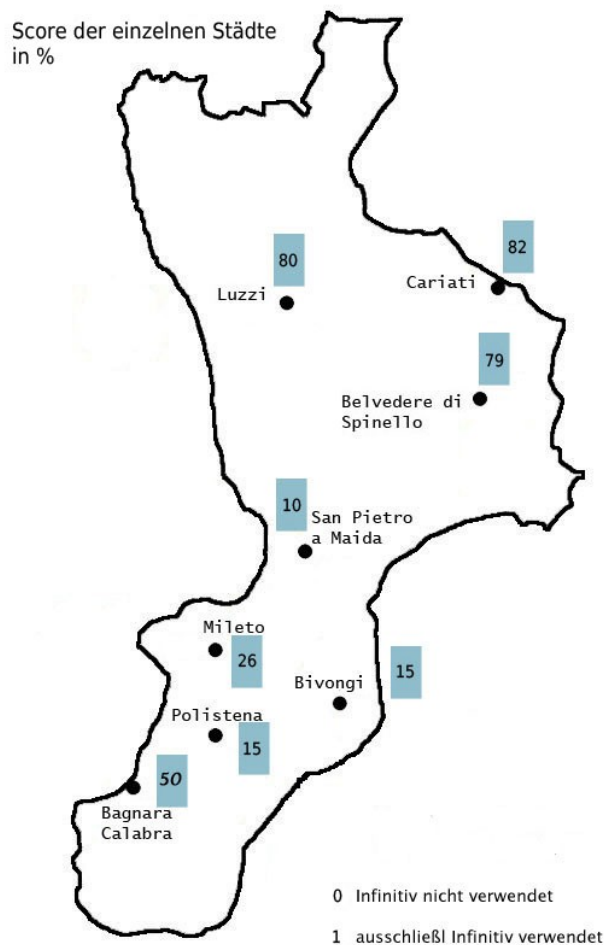 Score der einzelnen Städte
in %
82
80
Cariati
Luzzi
79
Belvedere di
Spinello
10
San Pietro
a Maida
Mileto
26
15
Bivongi
Polistena
15
50
Bagnara
Calabra
0 Infinitiv nicht verwendet
1 ausschließl Infinitiv verwendet